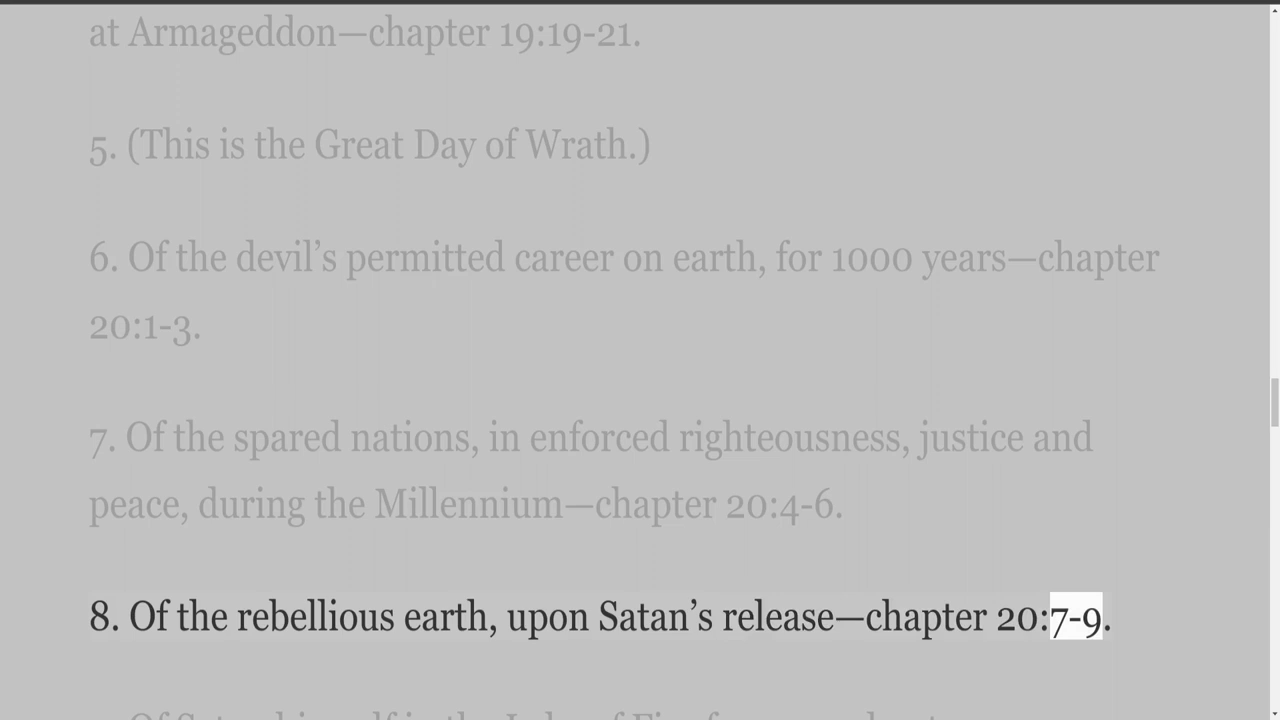 at Armageddon—chapter 19:19-21.
5. (This is the Great Day of Wrath.)
6. Of the devil’s permitted career on earth, for 1000 years—chapter
20:1-3.
7. Of the spared nations, in enforced righteousness, justice and
peace, during the Millennium—chapter 20:4-6.
8. Of the rebellious earth, upon Satan’s release—chapter 20:7-9.